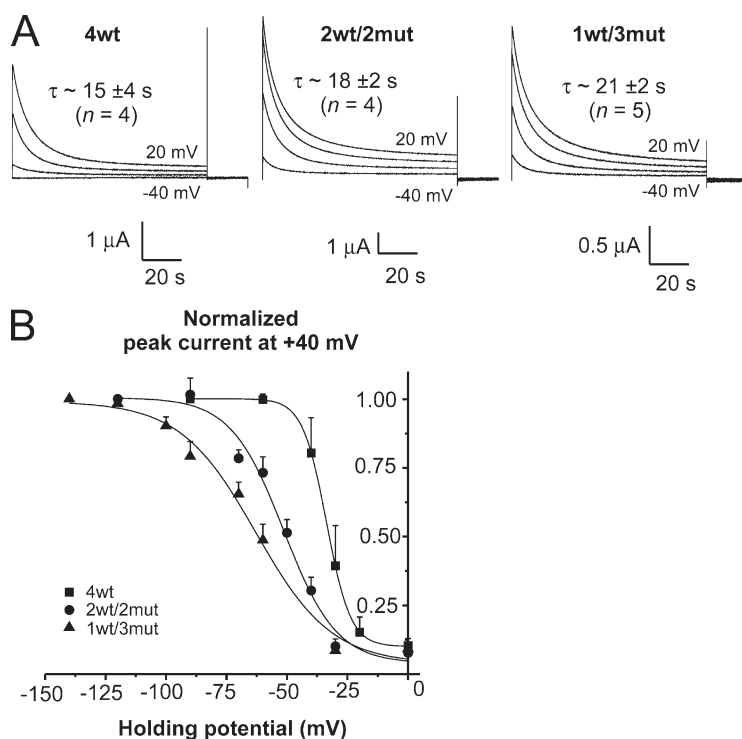 A
4wt
2wt/2mut
1wt/3mut
τ ~ 15 ±4 s
(n = 4)
τ ~ 18 ±2 s
(n = 4)
τ ~ 21 ±2 s
(n = 5)
20 mV
20 mV
20 mV
-40 mV
-40 mV
-40 mV
1 μA
20 s
1 μA
20 s
0.5 μA
20 s
B
Normalized
peak current at +40 mV
1.00
0.75
0.50
0.25
4wt
2wt/2mut
1wt/3mut
-150 -125 -100 -75 -50 -25 0
Holding potential (mV)